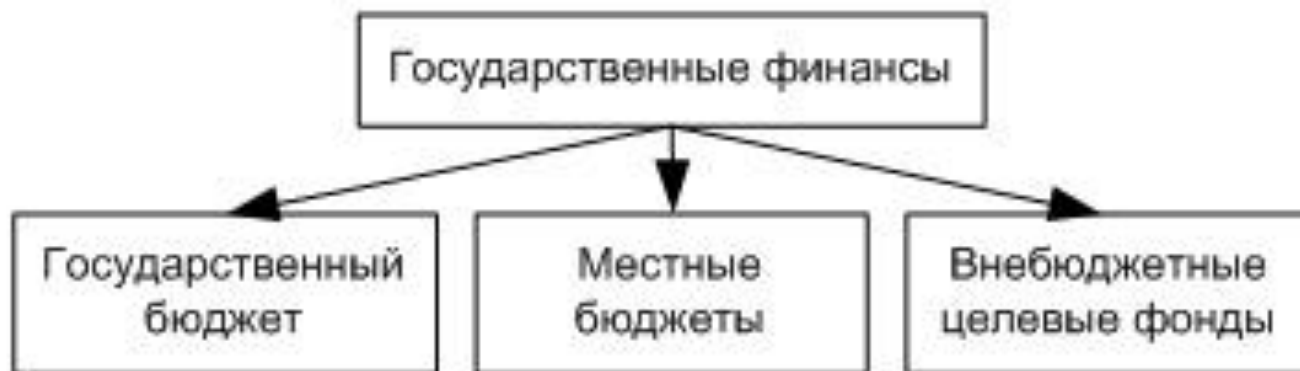 Государственные финансы
Государственный
бюджет
Местные
бюджеты
Внебюджетные
целевые фонды